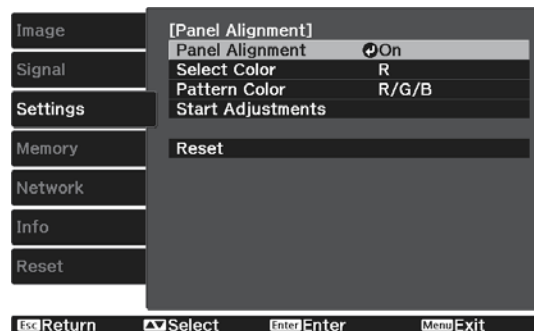 Image
Signal
Settings
Memory
Network
Info
Reset
[Panel Alignment]
Panel Alignment On
Select Color R
Pattern Color R/G/B
Start Adjustments
Reset
Esc Return Select Enter Enter Menu Exit